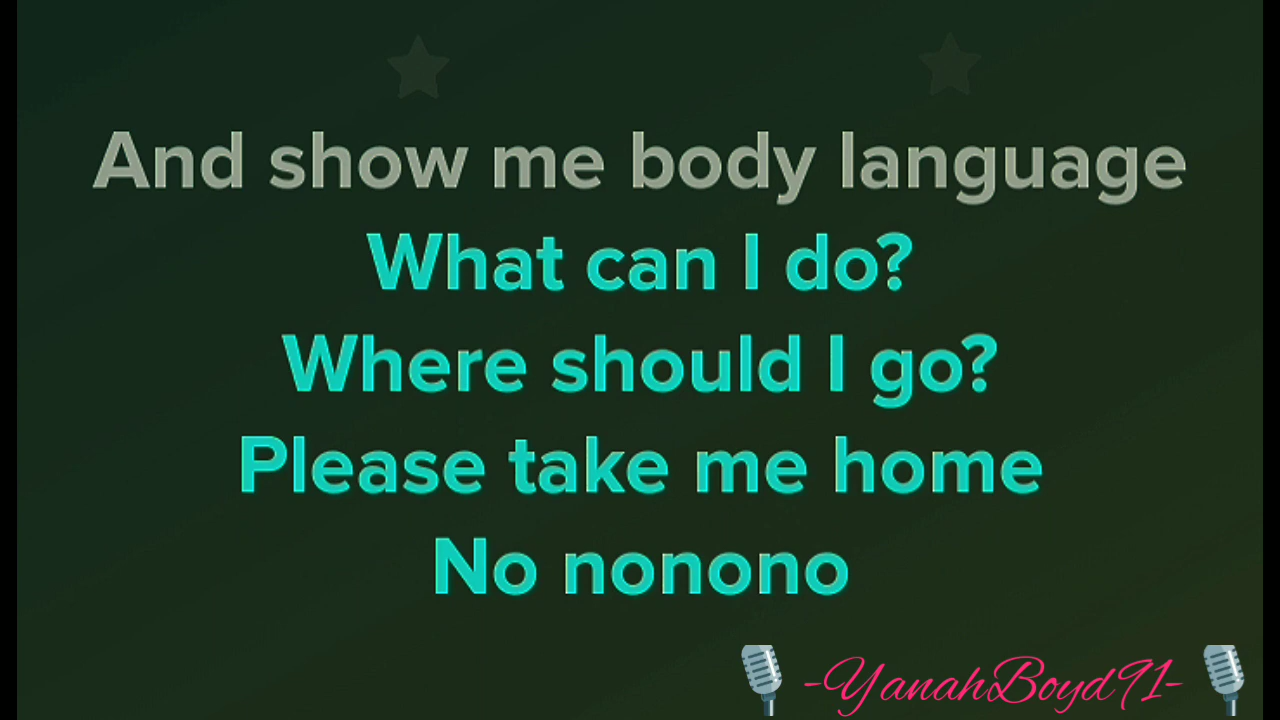 And show me body language
What can I do?
Where should I go?
Please take me home
No nonono
-YanahBoyd91-